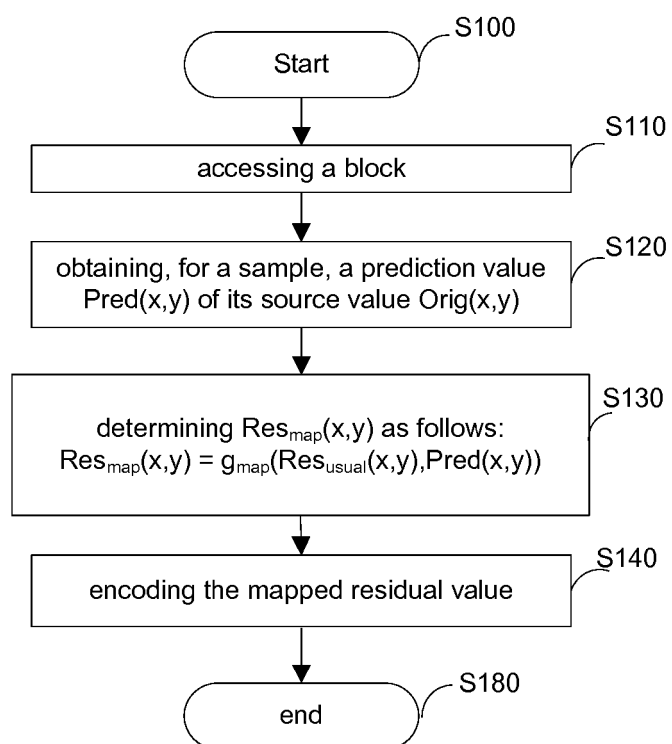 S100
Start
S110
accessing a block
S120
obtaining, for a sample, a prediction value
Pred(x,y) of its source value Orig(x,y)
S130
determining Resmap(x,y) as follows:
Resmap(x,y) = gmap(Resusual(x,y),Pred(x,y))
S140
encoding the mapped residual value
S180
end